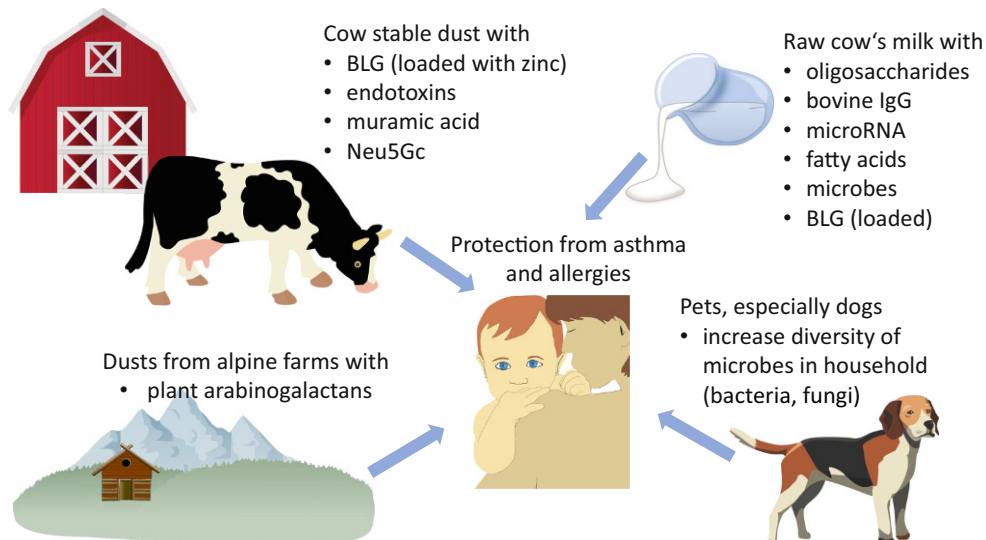 Cow stable dust with
• BLG (loaded with zinc)
• endotoxins
• muramic acid
• Neu5Gc
Raw cow‘s milk with
• oligosaccharides
• bovine IgG
• microRNA
• fatty acids
• microbes
• BLG (loaded)
Protection from asthma
and allergies
Dusts from alpine farms with
• plant arabinogalactans
Pets, especially dogs
• increase diversity of
microbes in household
(bacteria, fungi)